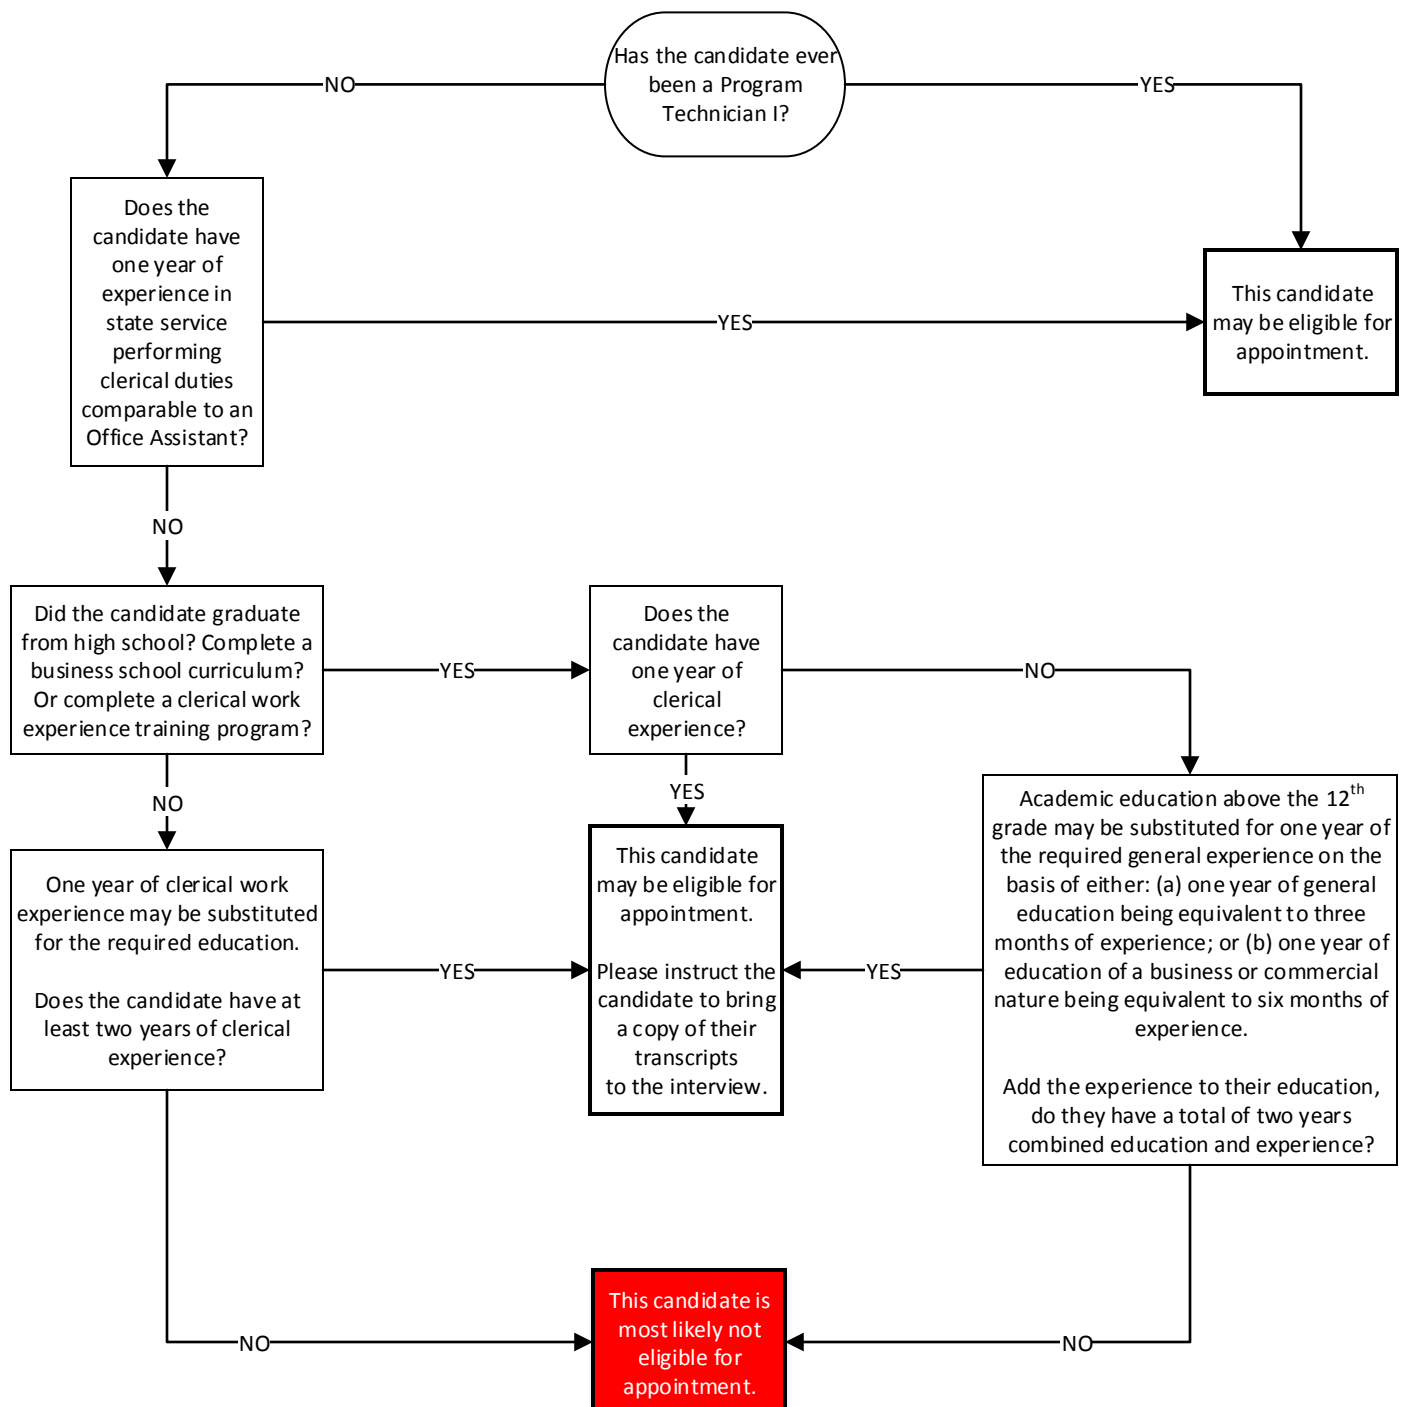 Has the candidate ever
been a Program
Technician I?
NO
YES
Does the
candidate have
one year of
experience in
state service
performing
clerical duties
comparable to an
Office Assistant?
YES
This candidate
may be eligible for
appointment.
NO
Did the candidate graduate
from high school? Complete a
business school curriculum?
Or complete a clerical work
experience training program?
YES
Does the
candidate have
one year of
clerical
experience?
NO
NO
YES
One year of clerical work
experience may be substituted
for the required education.
Does the candidate have at
least two years of clerical
experience?
YES
This candidate
may be eligible for
appointment.
Please instruct the
candidate to bring
a copy of their
transcripts
to the interview.
YES
Academic education above the 12th
grade may be substituted for one year of
the required general experience on the
basis of either: (a) one year of general
education being equivalent to three
months of experience; or (b) one year of
education of a business or commercial
nature being equivalent to six months of
experience.
Add the experience to their education,
do they have a total of two years
combined education and experience?
NO
This candidate is
most likely not
eligible for
appointment.
NO